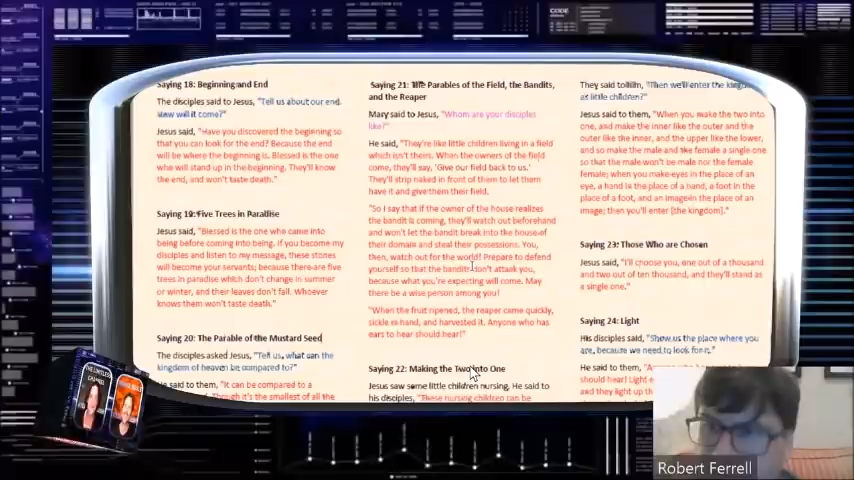 CODE
Saying 18: Beginning and End
The disciples said to Jesus, "Tell us about our end.
How will it come?"
Jesus said, "Have you discovered the beginning so
that you can look for the end? Because the end
will be where the beginning is. Blessed is the one
who will stand up in the beginning. They'll know
the end, and won't taste death."
Saying 19: Five Trees in Paradise
Jesus said, "Blessed is the one who came into
being before coming into being. If you become my
disciples and listen to my message, these stones
will become your servants; because there are five
trees in paradise which don't change in summer
or winter, and their leaves don't fall. Whoever
knows them won't taste death."
Saying 20: The Parable of the Mustard Seed
The disciples asked Jesus, "Tell us, what can the
kingdom of heaven be compared to?"
He said to them, "It can be compared to a
Though it's the smallest of all the
Saying 21: The Parables of the Field, the Bandits,
and the Reaper
Mary said to Jesus, "Whom are your disciples
like?"
He said, "They're like little children living in a field
which isn't theirs. When the owners of the field
come, they'll say, 'Give our field back to us.'
They'll strip naked in front of them to let them
have it and give them their field.
"So I say that if the owner of the house realizes
the bandit is coming, they'll watch out beforehand
and won't let the bandit break into the house of
their domain and steal their possessions. You,
then, watch out for the world! Prepare to defend
yourself so that the bandits don't attack you,
because what you're expecting will come. May
there be a wise person among you!
"When the fruit ripened, the reaper came quickly,
sickle in hand, and harvested it. Anyone who has
ears to hear should hear!"
Saying 22: Making the Two into One
Jesus saw some little children nursing. He said to
his disciples, "These nursing children can be
They said to him, "Then we'll enter the kingdom
as little children?"
Jesus said to them, "When you make the two into
one, and make the inner like the outer and the
outer like the inner, and the upper like the lower,
and so make the male and the female a single one
so that the male won't be male nor the female
female; when you make eyes in the place of an
eye, a hand in the place of a hand, a foot in the
place of a foot, and an image in the place of an
image; then you'll enter [the kingdom]."
Saying 23: Those Who are Chosen
Jesus said, "I'll choose you, one out of a thousand
and two out of ten thousand, and they'll stand as
a single one."
Saying 24: Light
His disciples said, "Show us the place where you
are, because we need to look for it."
He said to them,
should hear! Light
and they light up th
Robert Ferrell